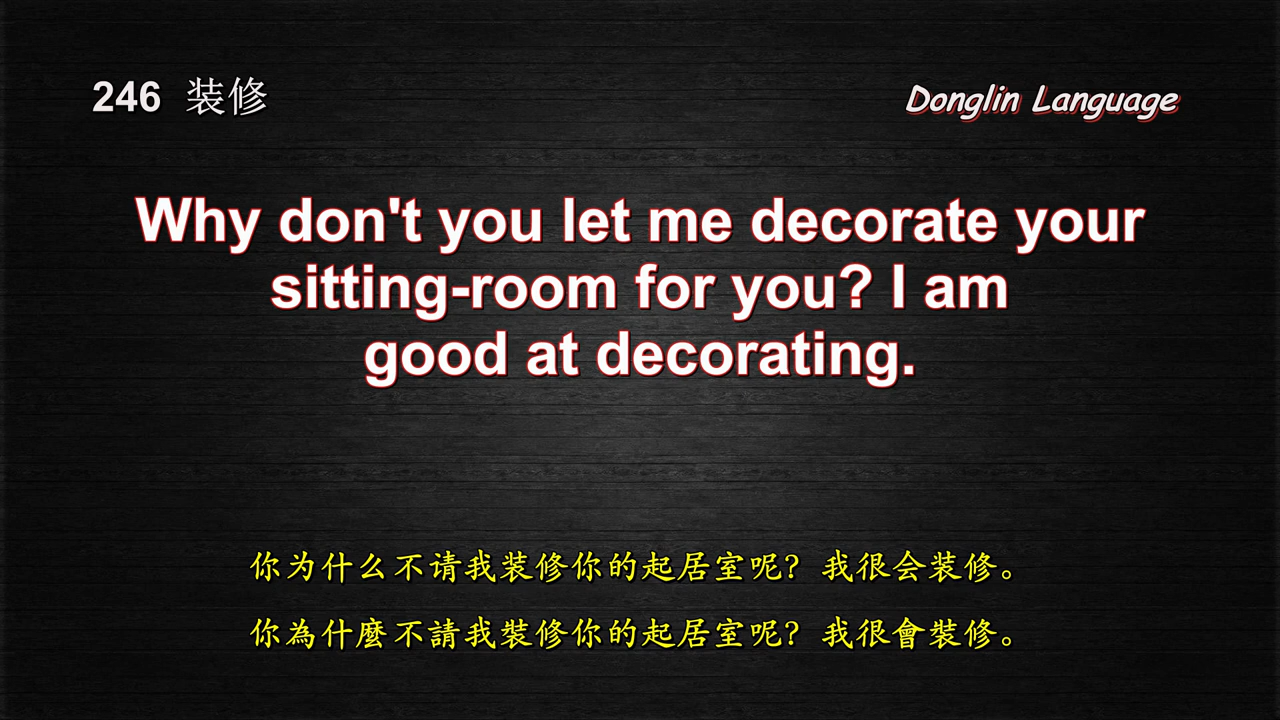 246 装修
Donglin Language
Why don't you let me decorate your
sitting-room for you? I am
good at decorating.
你为什么不请我装修你的起居室呢? 我很会装修。
你為什麼不請我裝修你的起居室呢? 我很會裝修。